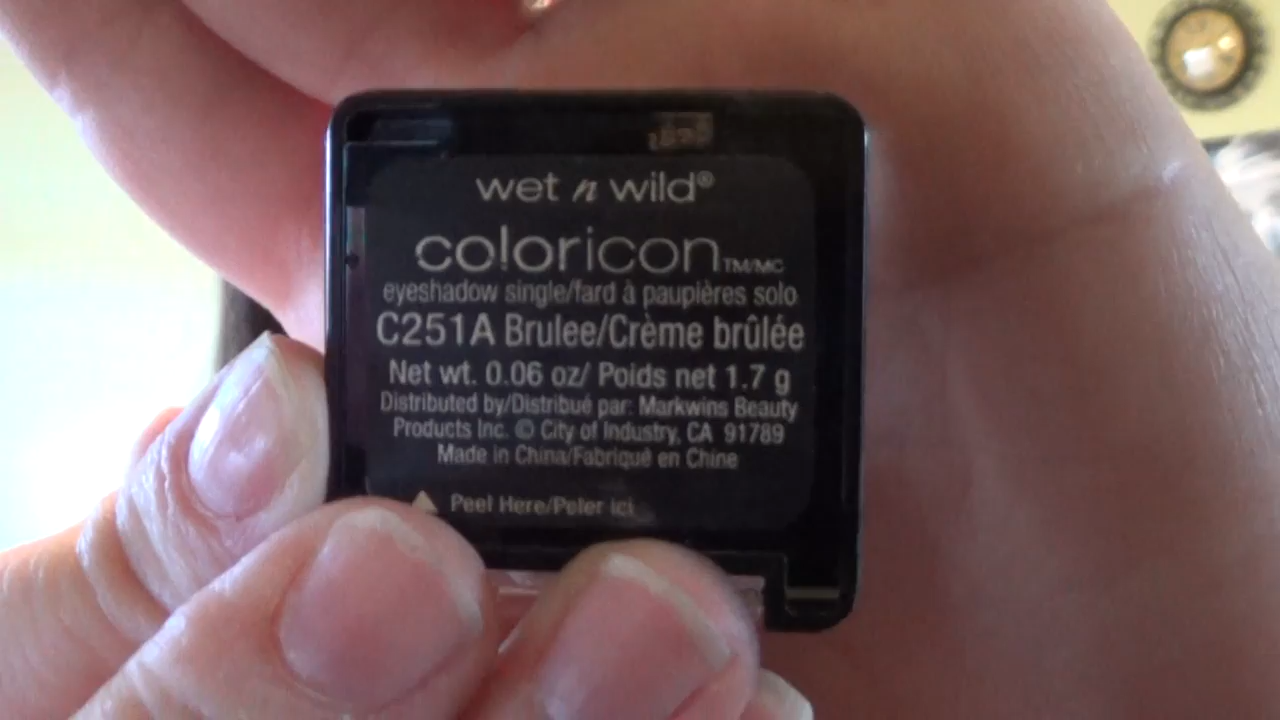 wet n wild®
coloricon TM/MC
eyeshadow single/fard à paupières solo
C251A Brulee/Crème brûlée
Net wt. 0.06 oz/ Poids net 1.7 g
Distributed by/Distribué par: Markwins Beauty
Products Inc. © City of Industry, CA 91789
Made in China/Fabriqué en Chine
Peel Here/Peler ici